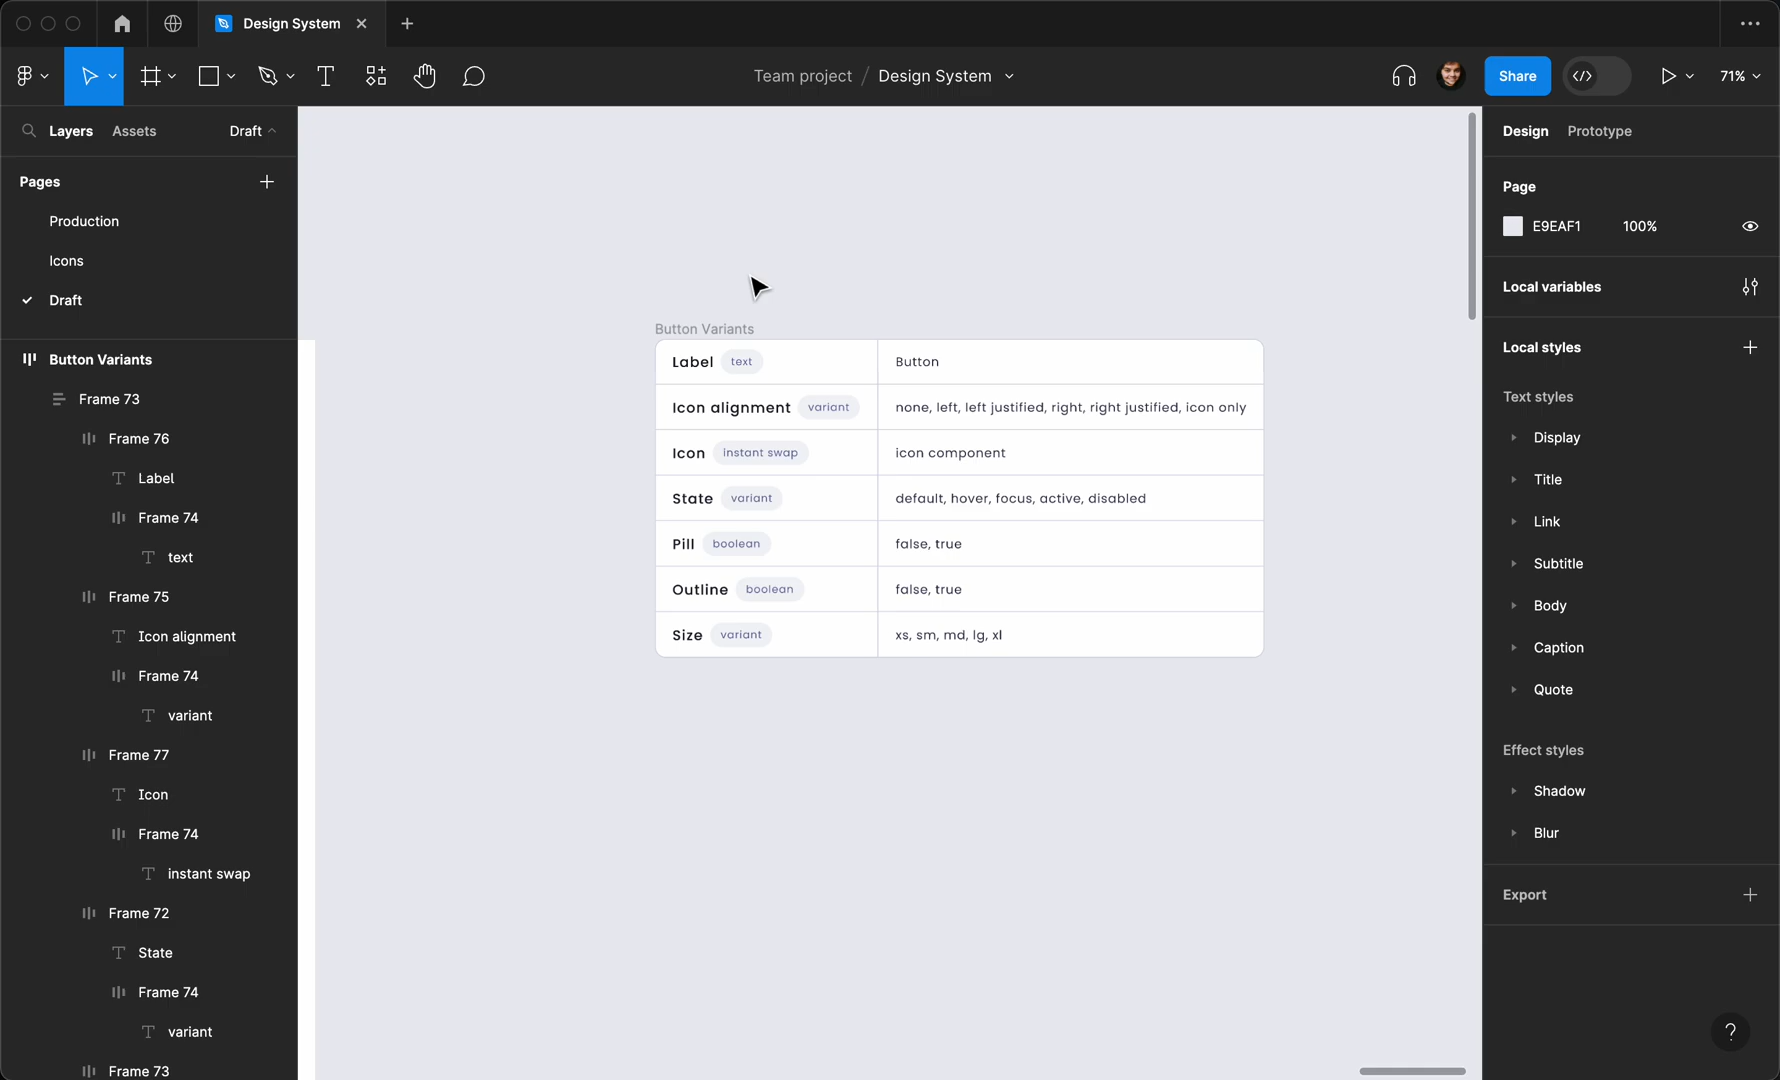 Design System
Team project / Design System
Share
71%
Layers Assets Draft
Pages
Production
Icons
Draft
Button Variants
Frame 73
Frame 76
Label
Frame 74
text
Frame 75
Icon alignment
Frame 74
variant
Frame 77
Icon
Frame 74
instant swap
Frame 72
State
Frame 74
variant
Frame 73
Button Variants
Label text Button
Icon alignment variant none, left, left justified, right, right justified, icon only
Icon instant swap icon component
State variant default, hover, focus, active, disabled
Pill boolean false, true
Outline boolean false, true
Size variant xs, sm, md, lg, xl
Design Prototype
Page
E9EAF1 100%
Local variables
Local styles
Text styles
Display
Title
Link
Subtitle
Body
Caption
Quote
Effect styles
Shadow
Blur
Export
?